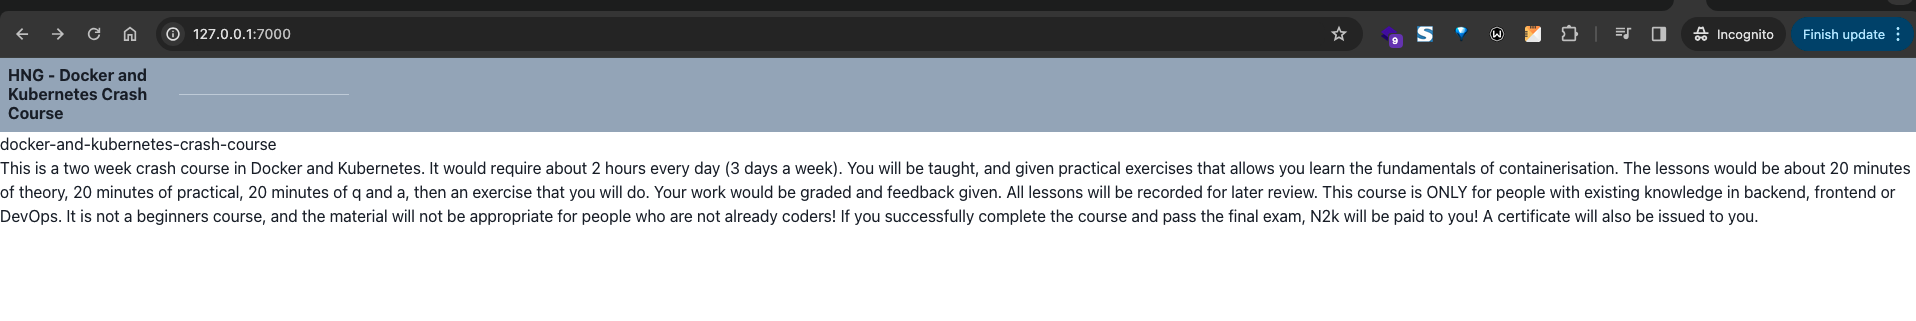 127.0.0.1:7000
9
Incognito
Finish update
HNG - Docker and
Kubernetes Crash
Course
docker-and-kubernetes-crash-course
This is a two week crash course in Docker and Kubernetes. It would require about 2 hours every day (3 days a week). You will be taught, and given practical exercises that allows you learn the fundamentals of containerisation. The lessons would be about 20 minutes
of theory, 20 minutes of practical, 20 minutes of q and a, then an exercise that you will do. Your work would be graded and feedback given. All lessons will be recorded for later review. This course is ONLY for people with existing knowledge in backend, frontend or
DevOps. It is not a beginners course, and the material will not be appropriate for people who are not already coders! If you successfully complete the course and pass the final exam, N2k will be paid to you! A certificate will also be issued to you.